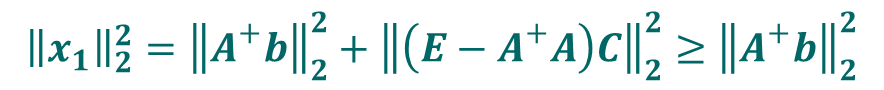 ‖x₁‖₂² = ‖A⁺b‖₂² + ‖(E − A⁺A)C‖₂² ≥ ‖A⁺b‖₂²